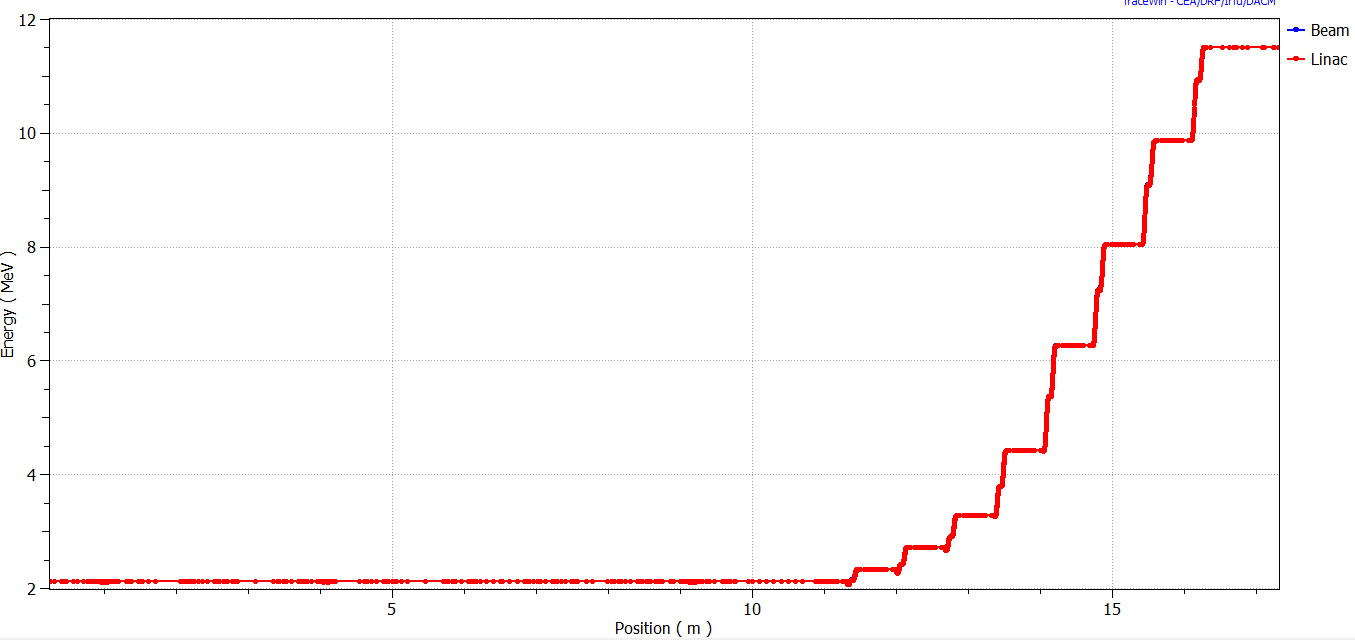 TraceWin - CEA/DRF/Irfu/DACM
12
10
8
6
4
2
Energy ( MeV )
5
10
15
Position ( m )
Beam
Linac